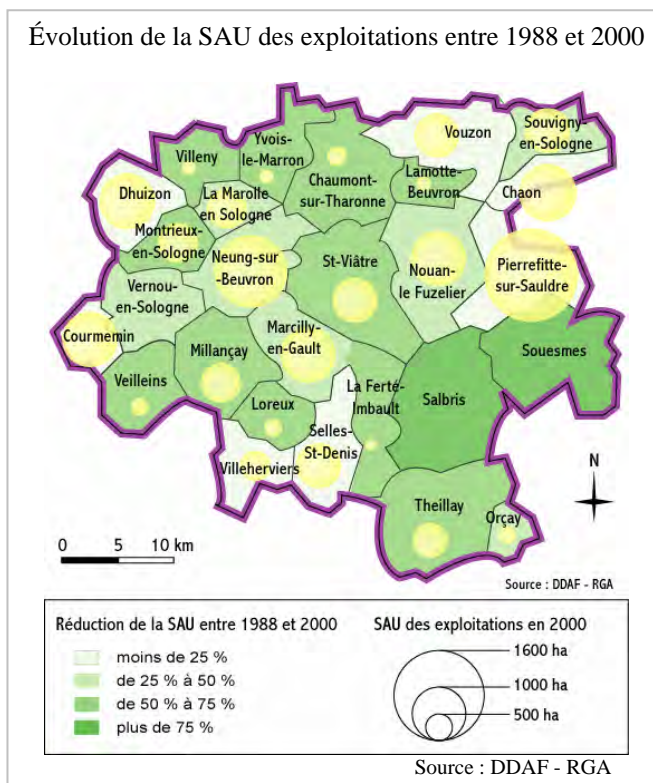 Évolution de la SAU des exploitations entre 1988 et 2000
Souvigny-
en-Sologne
Vouzon
Yvois-
le-Marron
Villeny
Chaumont-
sur-Tharonne
Lamotte-
Beuvron
Chaon
Dhuizon
La Marolle
en Sologne
Montrieux-
en-Sologne
Neung-sur
-Beuvron
St-Viâtre
Nouan-
le Fuzelier
Pierrefitte-
sur-Sauldre
Vernou-
en-Sologne
Courmemin
Millançay
Marcilly-
en-Gault
Souesmes
Veilleins
La Ferté-
Imbault
Salbris
Loreux
Selles-
St-Denis
Villeherviers
N
Theillay
Orçay
0 5 10 km
Source : DDAF - RGA
Réduction de la SAU entre 1988 et 2000
moins de 25 %
de 25 % à 50 %
de 50 % à 75 %
plus de 75 %
SAU des exploitations en 2000
1600 ha
1000 ha
500 ha
Source : DDAF - RGA